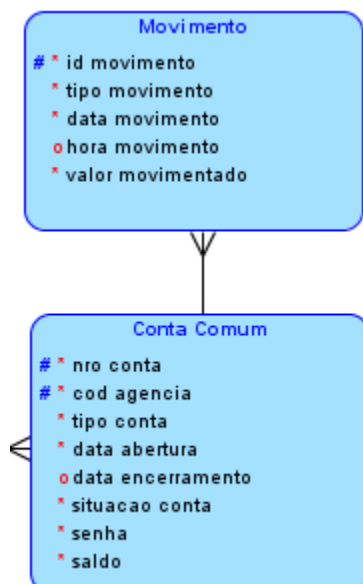 Movimento
# * id movimento
* tipo movimento
* data movimento
o hora movimento
* valor movimentado
Conta Comum
# * nro conta
# * cod agencia
* tipo conta
* data abertura
o data encerramento
* situacao conta
* senha
* saldo